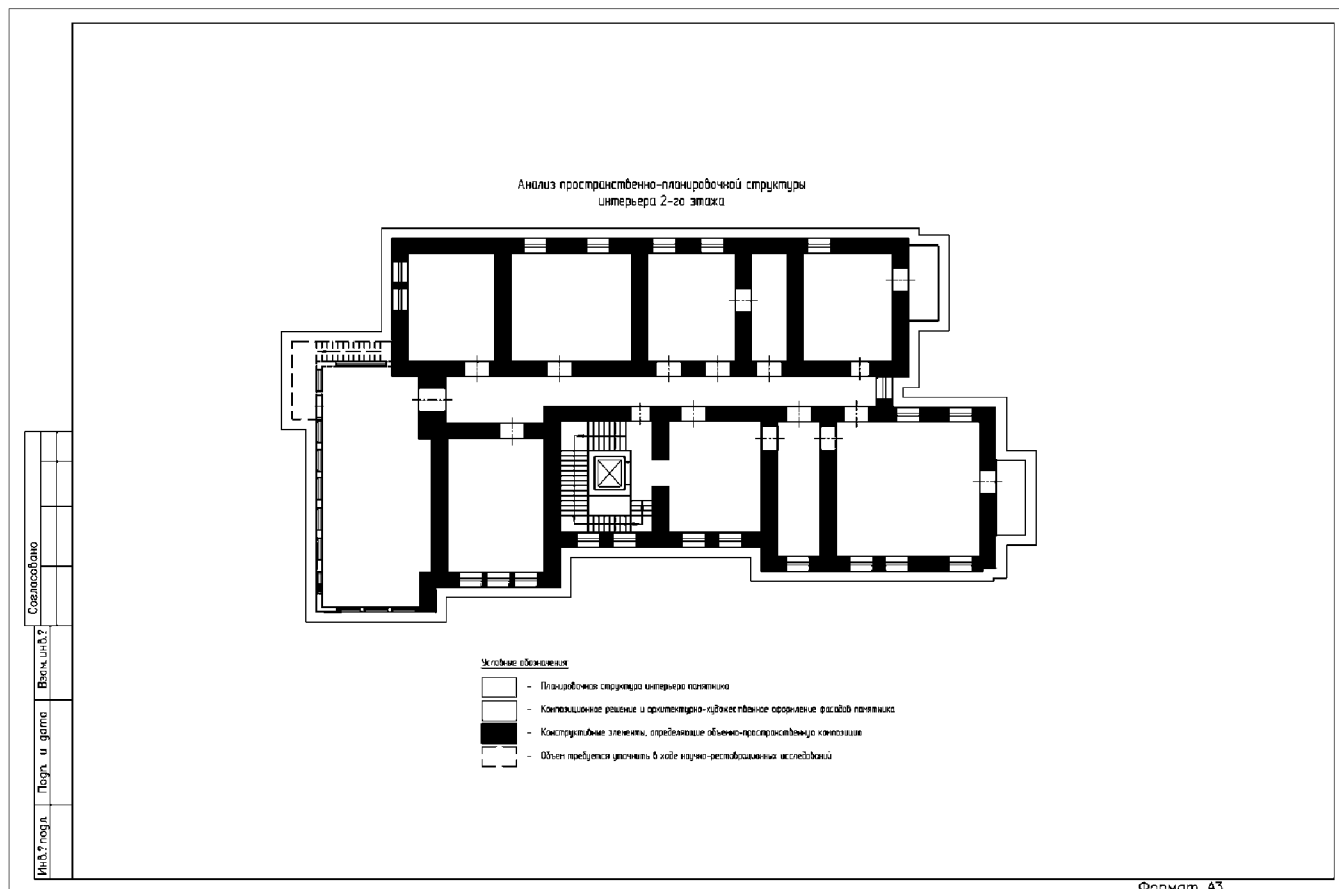 Анализ пространственно-планировочной структуры
интерьера 2-го этажа
Условные обозначения:
- Планировочная структура интерьера памятника
- Композиционное решение и архитектурно-художественное оформление фасадов памятника
- Конструктивные элементы, определяющие объемно-пространственную композицию
- Объем требуется уточнить в ходе научно-реставрационных исследований
Согласовано
Взам. инв.?
Подп. и дата
Инв.? подл.
Формат А3